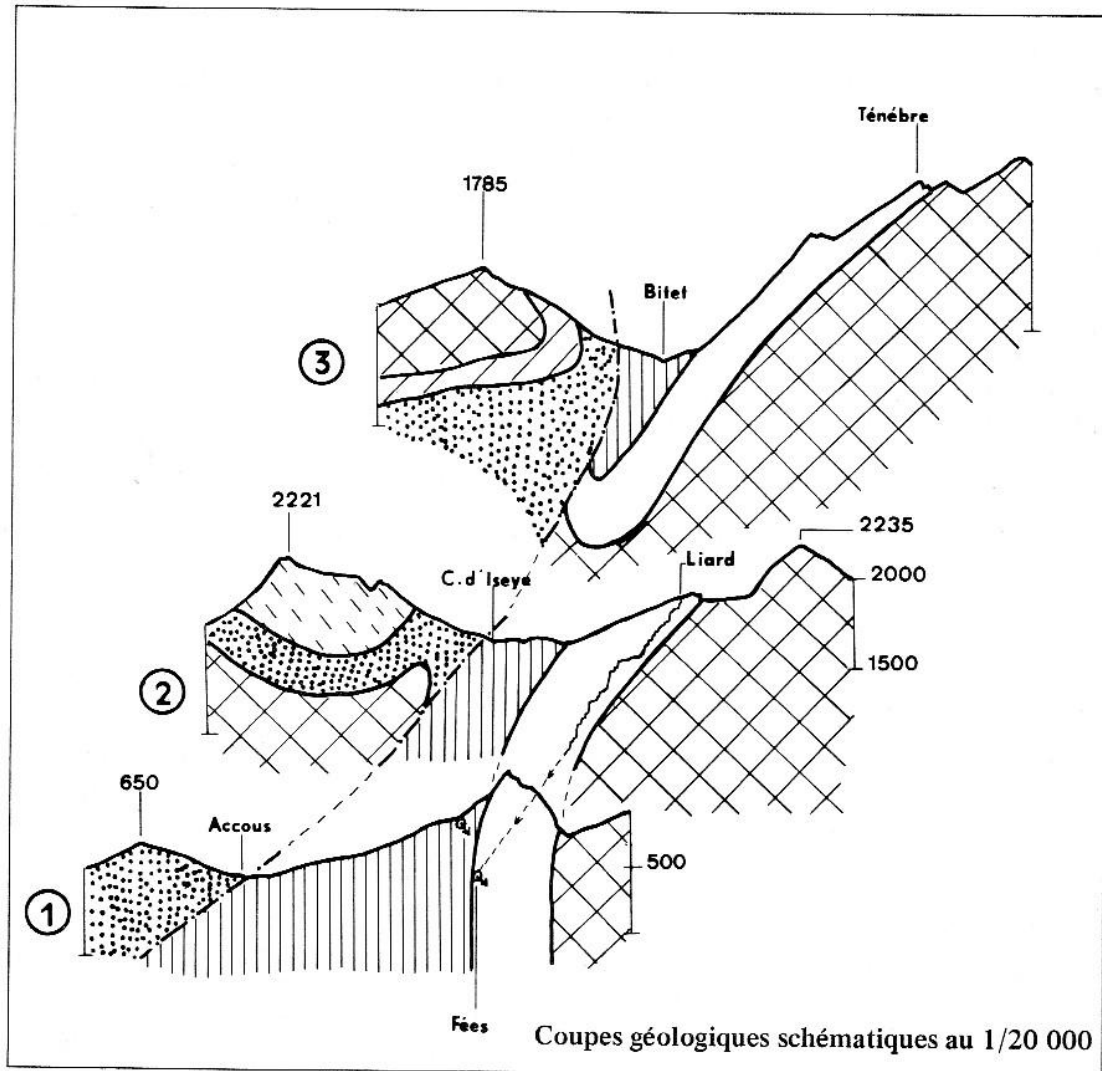 Ténébre
1785
Bitet
3
2221
2235
C. d'Iseye
Liard
2000
1500
2
650
Accous
500
1
Fées
Coupes géologiques schématiques au 1/20 000